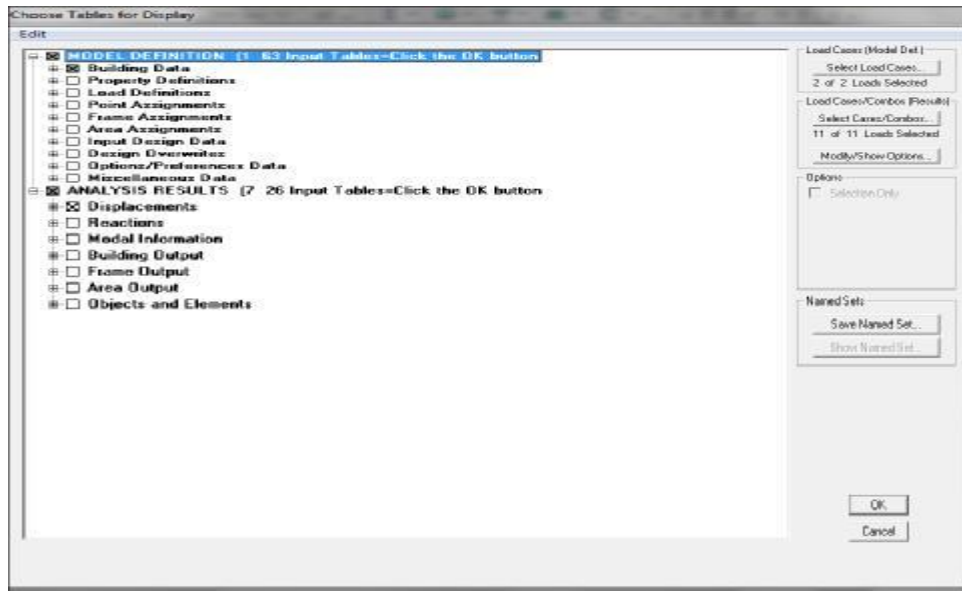 Choose Tables for Display
Edit
MODEL DEFINITION (1 63 Input Tables=Click the OK button
Building Data
Property Definitions
Load Definitions
Point Assignments
Frame Assignments
Area Assignments
Input Design Data
Design Overwrites
Options/Preferences Data
Miscellaneous Data
ANALYSIS RESULTS (7 26 Input Tables=Click the OK button
Displacements
Reactions
Modal Information
Building Output
Frame Output
Area Output
Objects and Elements
Load Cases (Model Def.)
Select Load Cases...
2 of 2 Loads Selected
Load Cases/Combos (Results)
Select Cases/Combos...
11 of 11 Loads Selected
Modify/Show Options...
Options
Selection Only
Named Sets
Save Named Set...
Show Named Set...
OK
Cancel